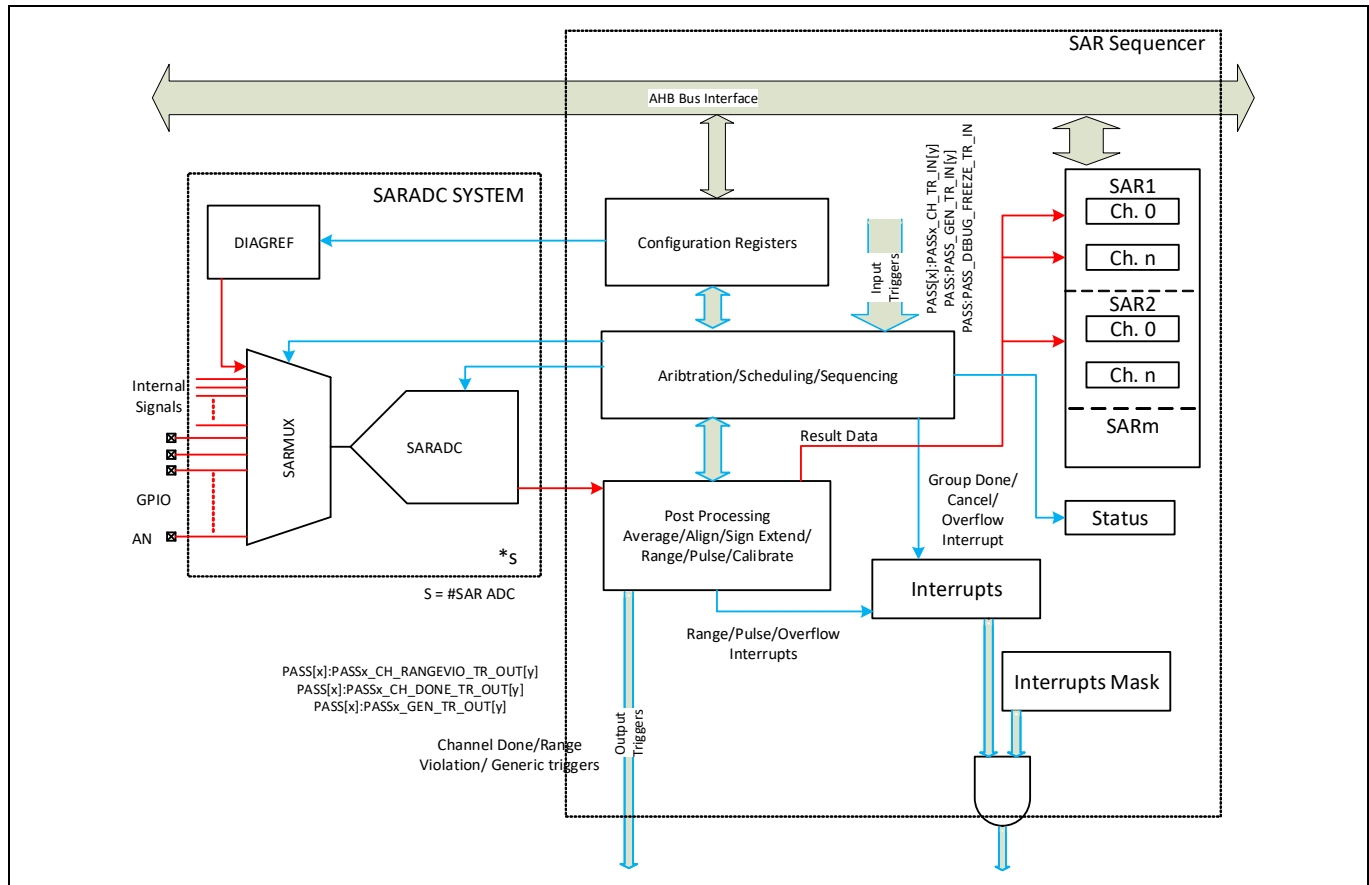 SAR Sequencer
AHB Bus Interface
SARADC SYSTEM
DIAGREF
Configuration Registers
Input
Triggers
PASS[x]:PASSx_CH_TR_IN[y]
PASS:PASS_GEN_TR_IN[y]
PASS:PASS_DEBUG_FREEZE_TR_IN
SAR1
Ch. 0
Ch. n
SAR2
Ch. 0
Ch. n
SARm
Internal
Signals
GPIO
AN
SARMUX
SARADC
*s
S = #SAR ADC
Aribtration/Scheduling/Sequencing
Result Data
Post Processing
Average/Align/Sign Extend/
Range/Pulse/Calibrate
Group Done/
Cancel/
Overflow
Interrupt
Status
Interrupts
Range/Pulse/Overflow
Interrupts
Interrupts Mask
PASS[x]:PASSx_CH_RANGEVIO_TR_OUT[y]
PASS[x]:PASSx_CH_DONE_TR_OUT[y]
PASS[x]:PASSx_GEN_TR_OUT[y]
Channel Done/Range
Violation/ Generic triggers
Output
Triggers